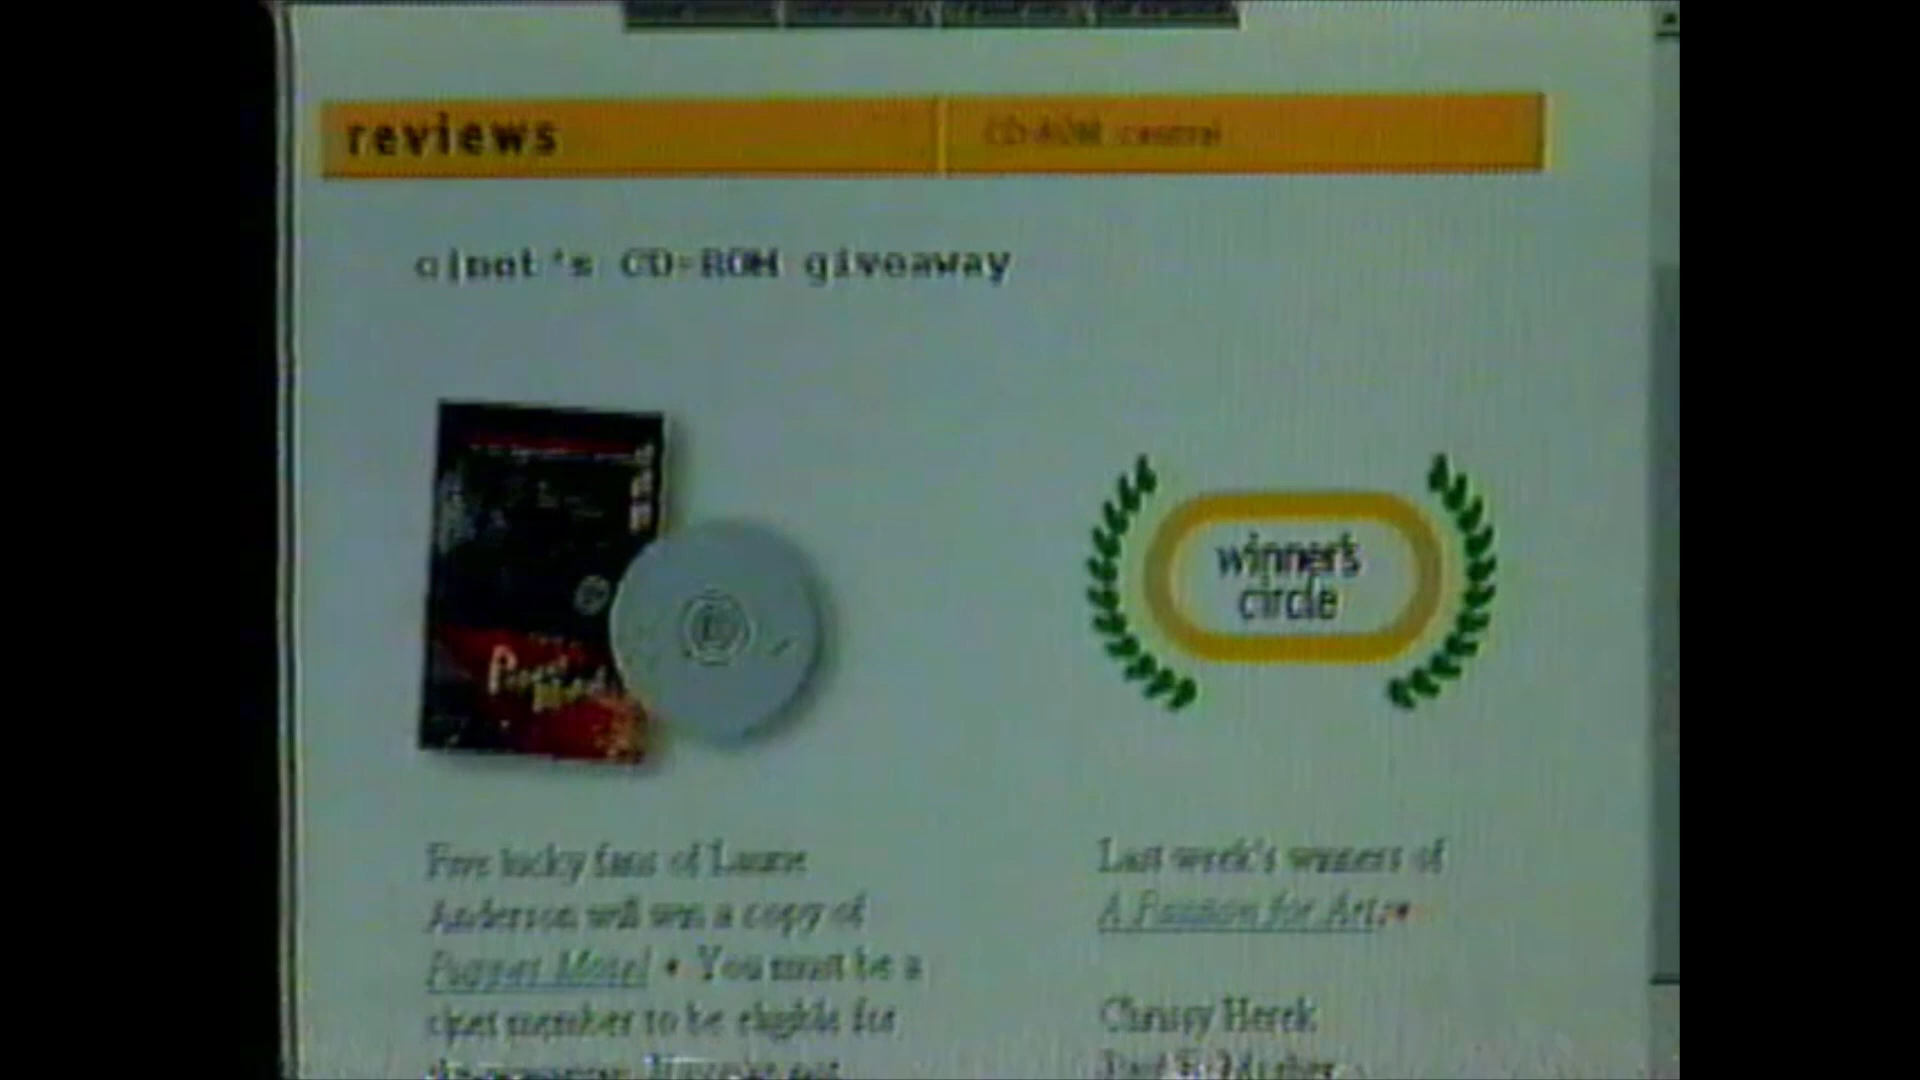 reviews
CD-ROM central
c|net's CD-ROM giveaway
winner's
circle
Five lucky fans of Laurie
Anderson will win a copy of
Puppet Motel • You must be a
c|net member to be eligible for
Last week's winners of
A Passion for Art:•
Chrissy Herek